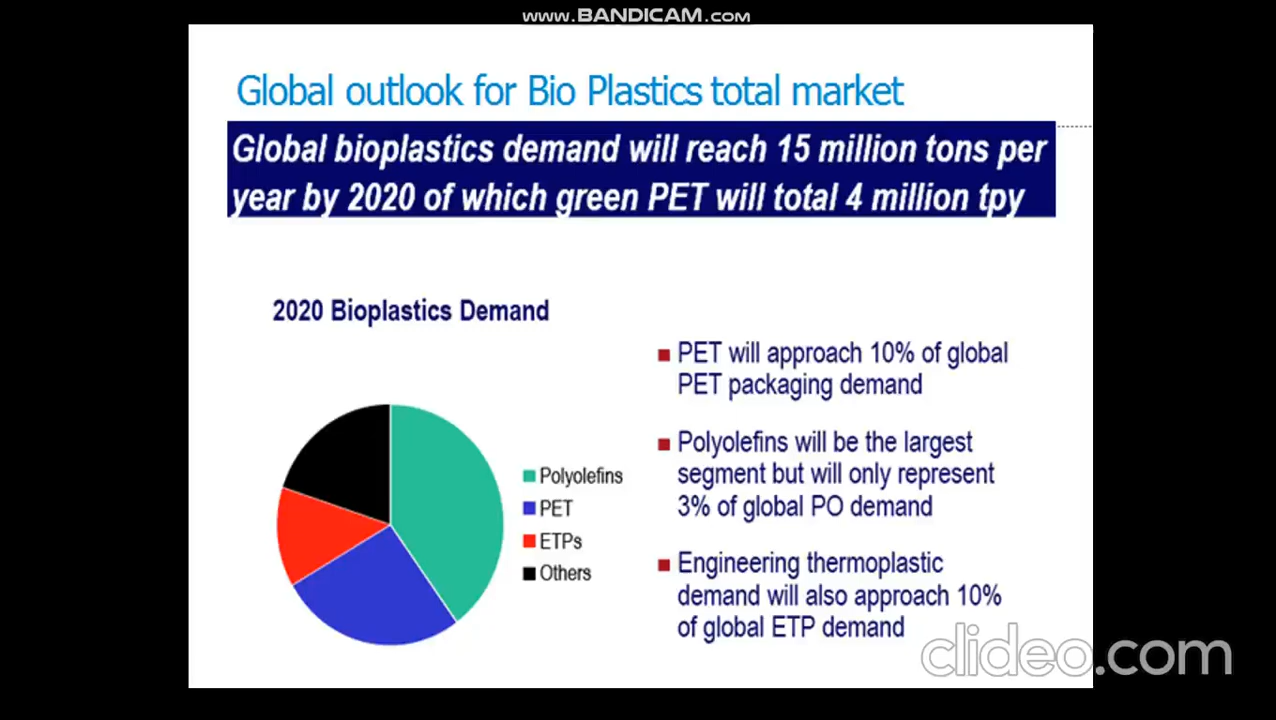 www.BANDICAM.com
Global outlook for Bio Plastics total market
Global bioplastics demand will reach 15 million tons per
year by 2020 of which green PET will total 4 million tpy
2020 Bioplastics Demand
Polyolefins
PET
ETPs
Others
PET will approach 10% of global
PET packaging demand
Polyolefins will be the largest
segment but will only represent
3% of global PO demand
Engineering thermoplastic
demand will also approach 10%
of global ETP demand
clideo.com